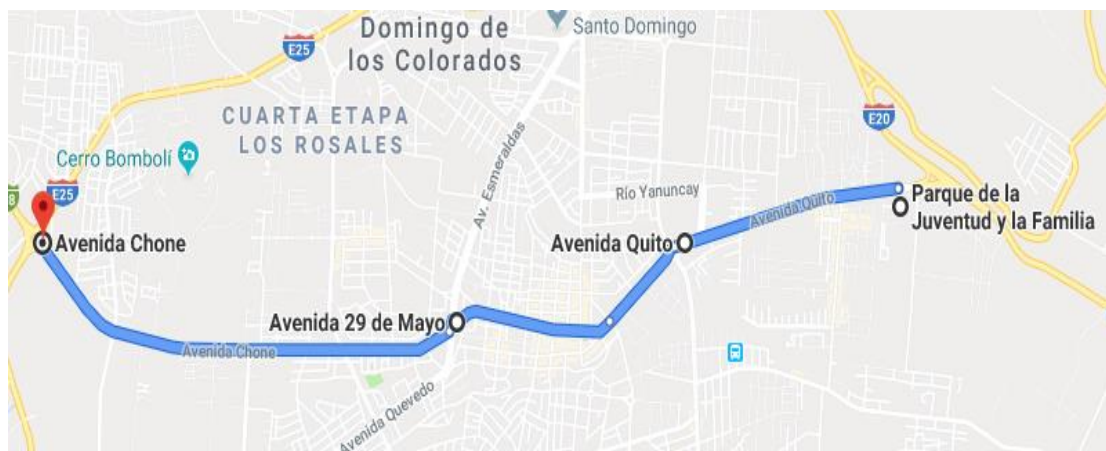 Domingo de
los Colorados
Santo Domingo
E25
CUARTA ETAPA
LOS ROSALES
E20
Av. Esmeraldas
Cerro Bombolí
E25
8
Río Yanuncay
Avenida Quito
Parque de la
Juventud y la Familia
Avenida Chone
Avenida Quito
Avenida 29 de Mayo
Avenida Chone
Avenida Quevedo